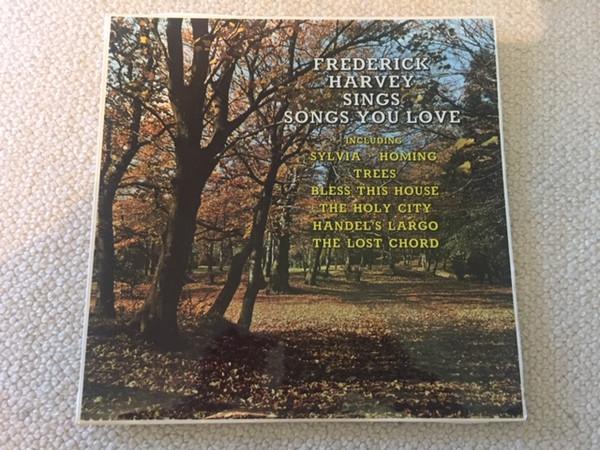 FREDERICK
HARVEY
SINGS
SONGS YOU LOVE
INCLUDING
SYLVIA · HOMING
TREES
BLESS THIS HOUSE
THE HOLY CITY
HANDEL'S LARGO
THE LOST CHORD